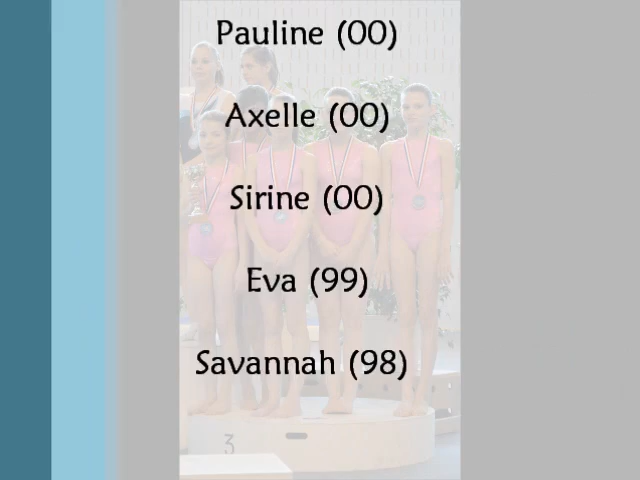 Pauline (00)
Axelle (00)
Sirine (00)
Eva (99)
Savannah (98)
3